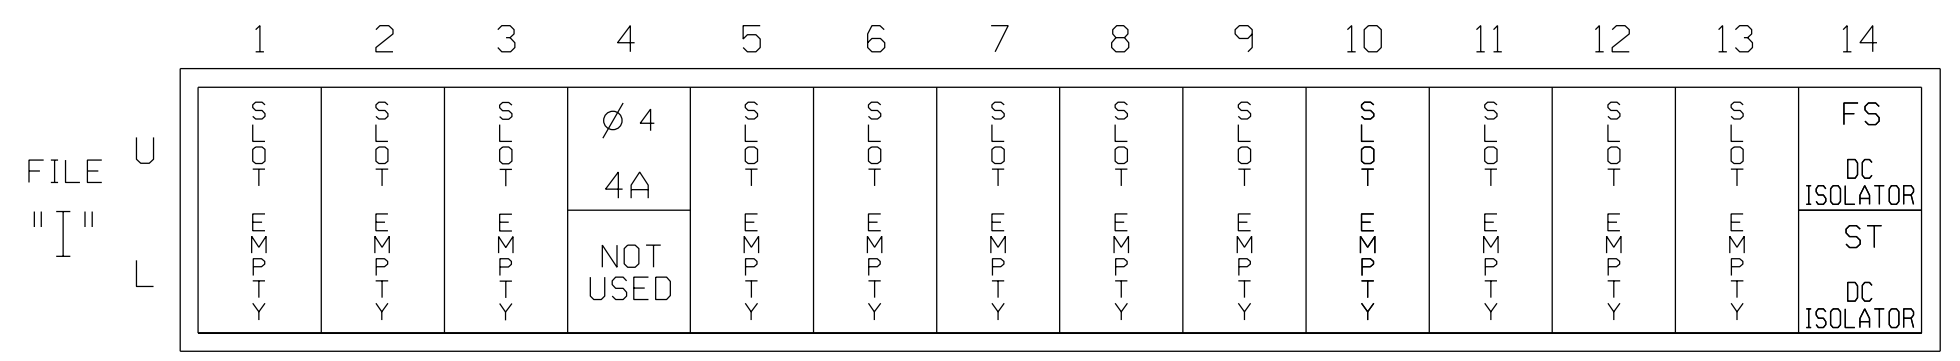 1 2 3 4 5 6 7 8 9 10 11 12 13 14
FILE
"I"
U
L
SLOT EMPTY
SLOT EMPTY
SLOT EMPTY
Ø 4
4A
NOT
USED
SLOT EMPTY
SLOT EMPTY
SLOT EMPTY
SLOT EMPTY
SLOT EMPTY
SLOT EMPTY
SLOT EMPTY
SLOT EMPTY
SLOT EMPTY
FS
DC
ISOLATOR
ST
DC
ISOLATOR